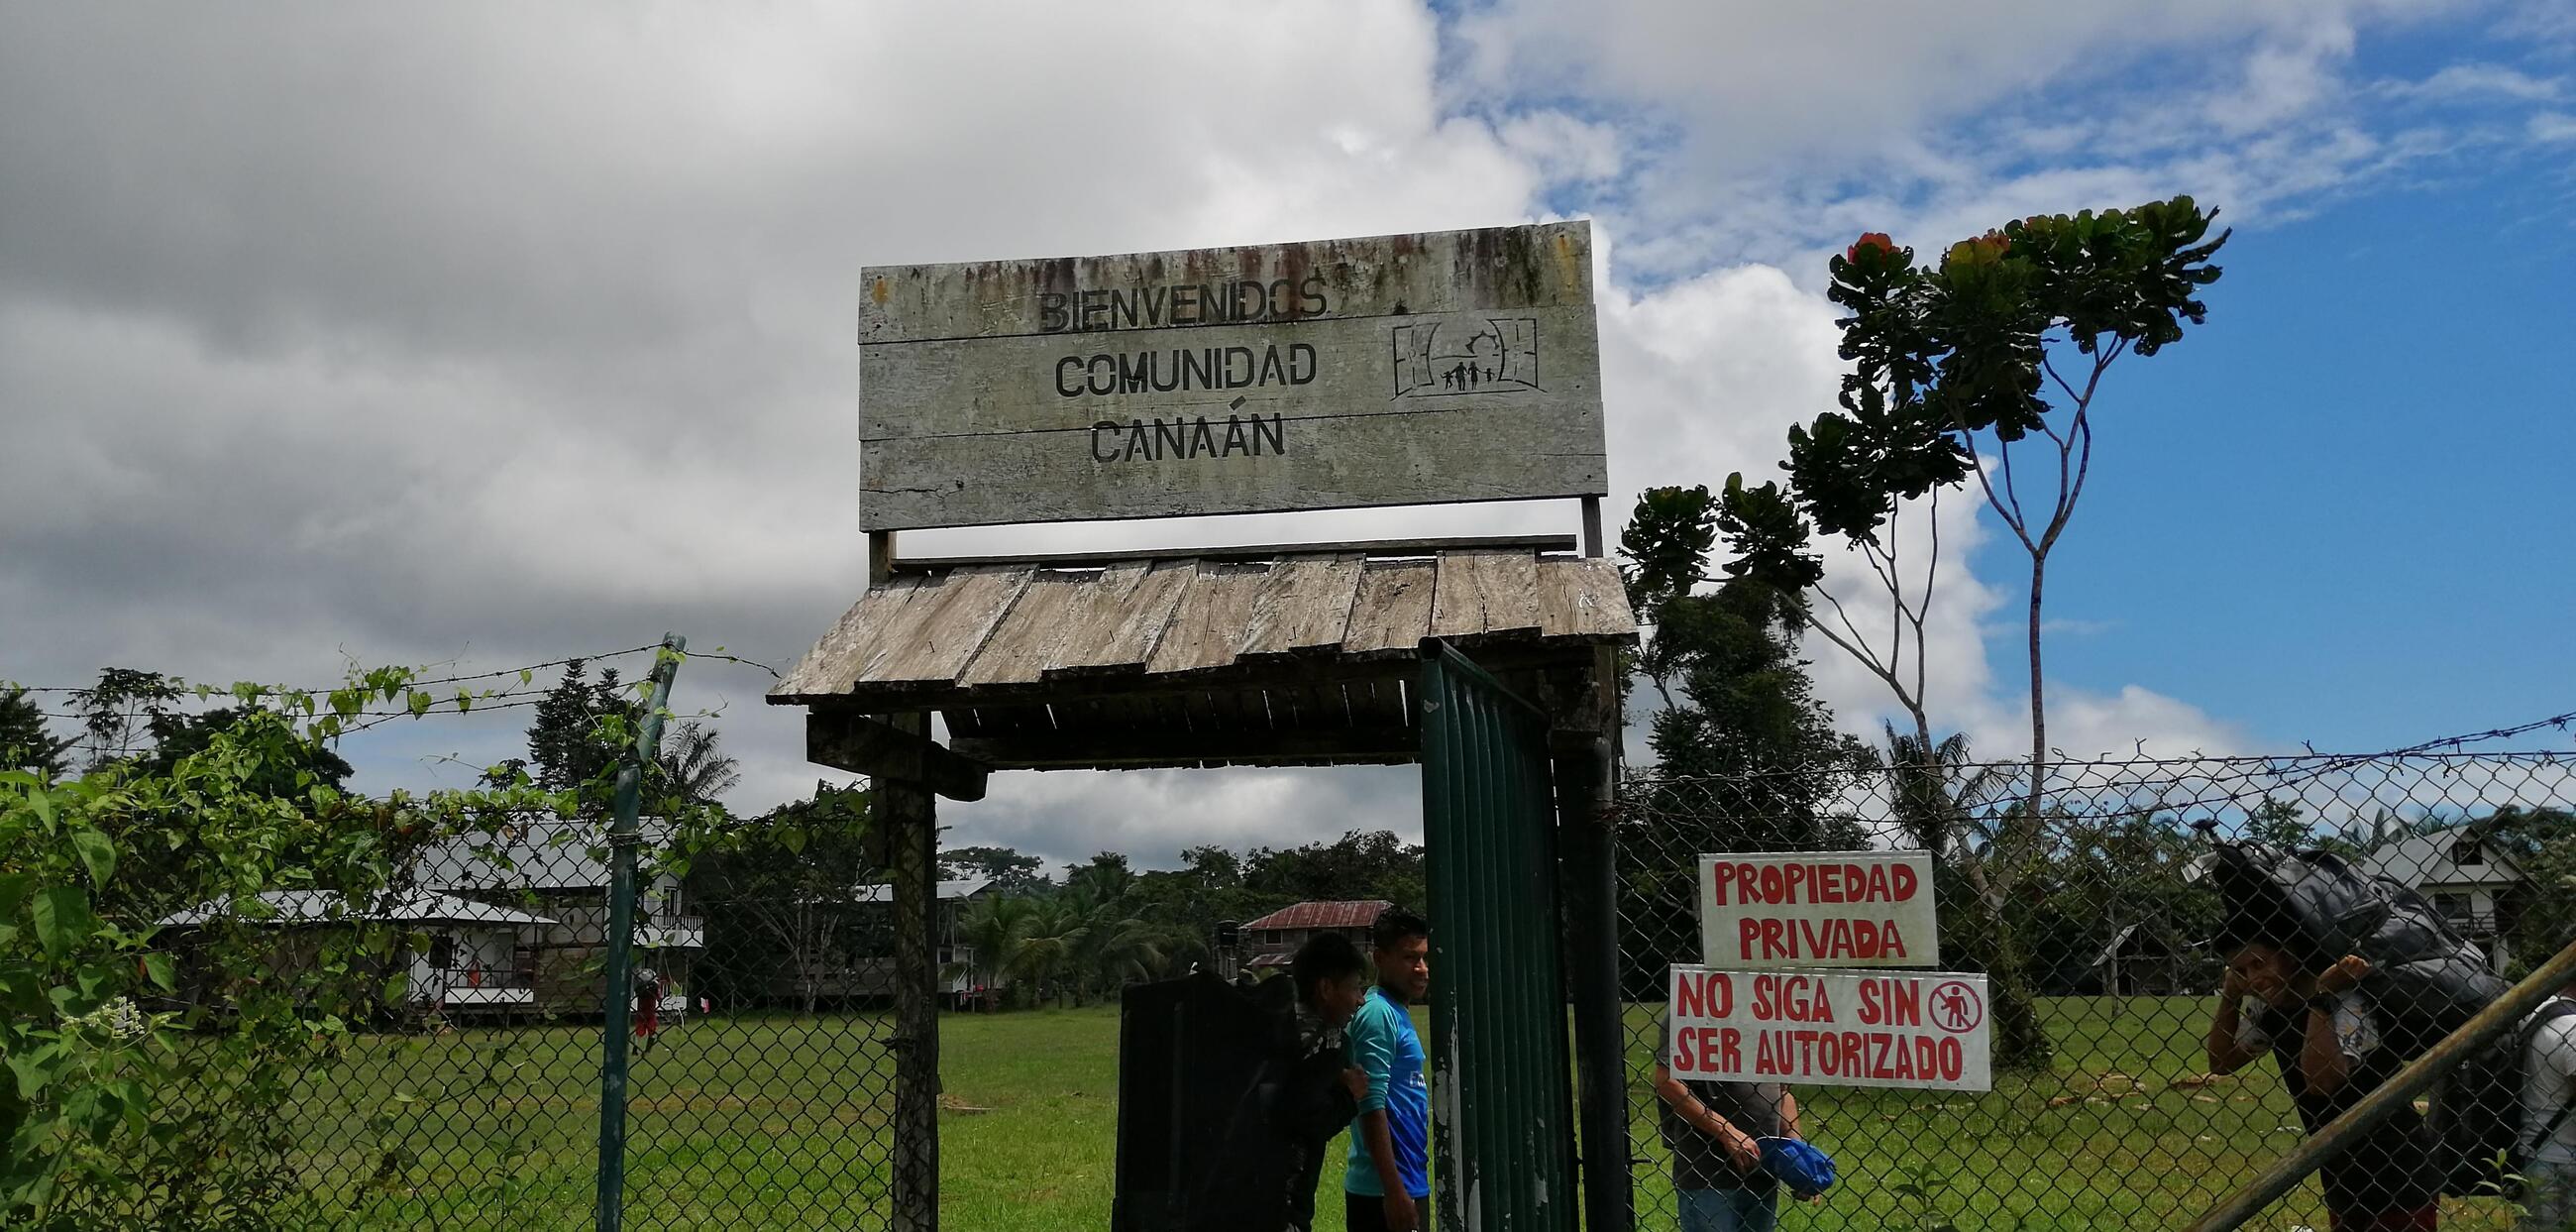 BIENVENIDOS
COMUNIDAD
CANAÁN
PROPIEDAD
PRIVADA
NO SIGA SIN
SER AUTORIZADO